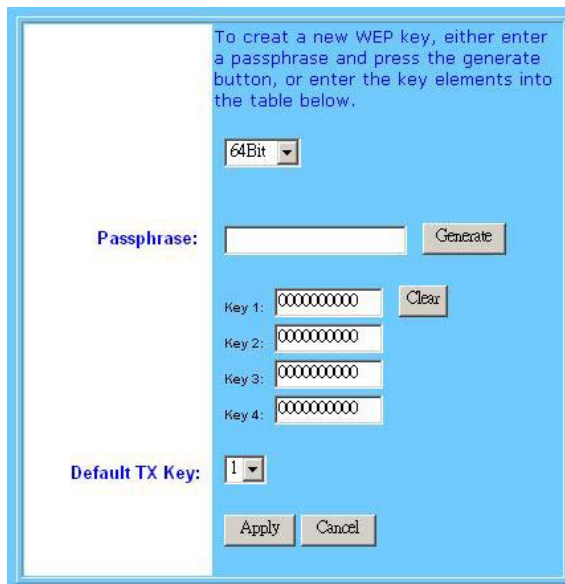 To creat a new WEP key, either enter
a passphrase and press the generate
button, or enter the key elements into
the table below.
64Bit
Passphrase: Generate
Key 1: 0000000000 Clear
Key 2: 0000000000
Key 3: 0000000000
Key 4: 0000000000
Default TX Key: 1
Apply Cancel